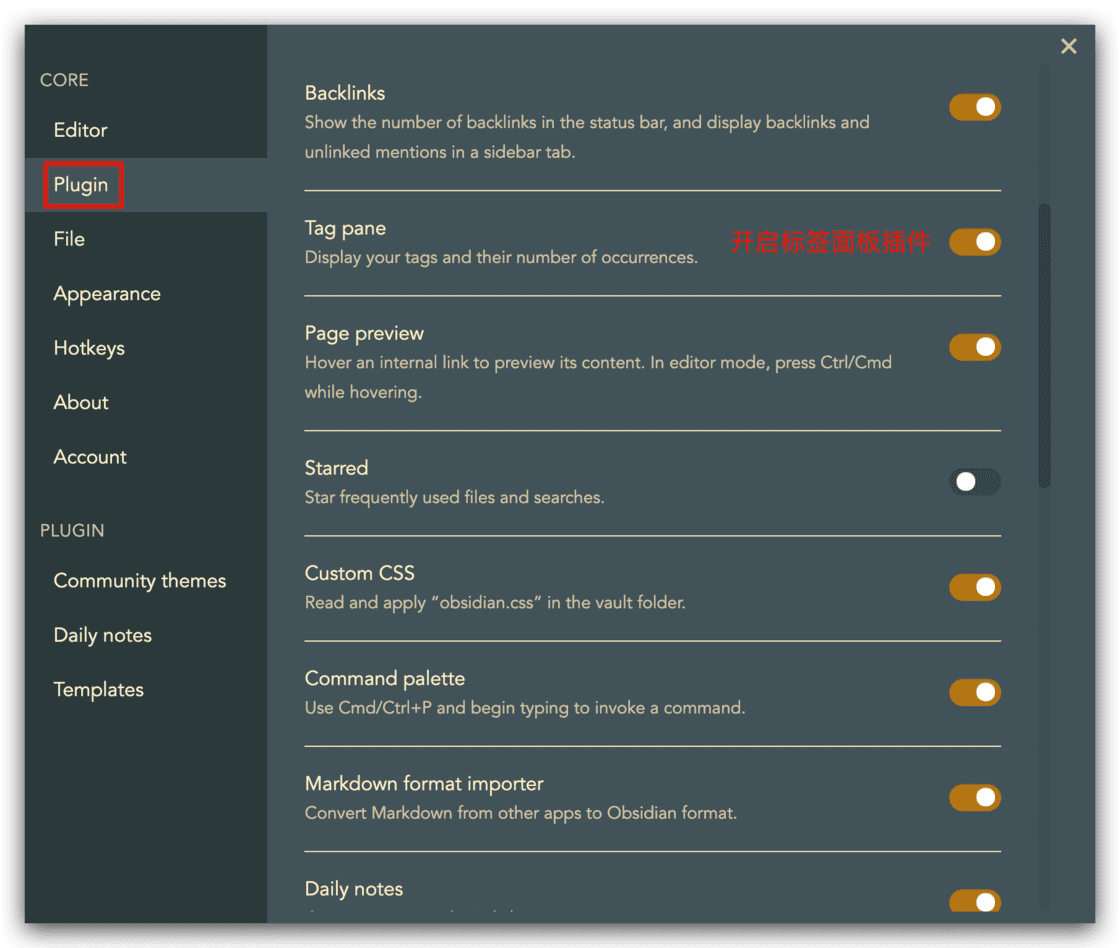 CORE
Editor
Plugin
File
Appearance
Hotkeys
About
Account
PLUGIN
Community themes
Daily notes
Templates
Backlinks
Show the number of backlinks in the status bar, and display backlinks and
unlinked mentions in a sidebar tab.
Tag pane
Display your tags and their number of occurrences.
开启标签面板插件
Page preview
Hover an internal link to preview its content. In editor mode, press Ctrl/Cmd
while hovering.
Starred
Star frequently used files and searches.
Custom CSS
Read and apply “obsidian.css” in the vault folder.
Command palette
Use Cmd/Ctrl+P and begin typing to invoke a command.
Markdown format importer
Convert Markdown from other apps to Obsidian format.
Daily notes